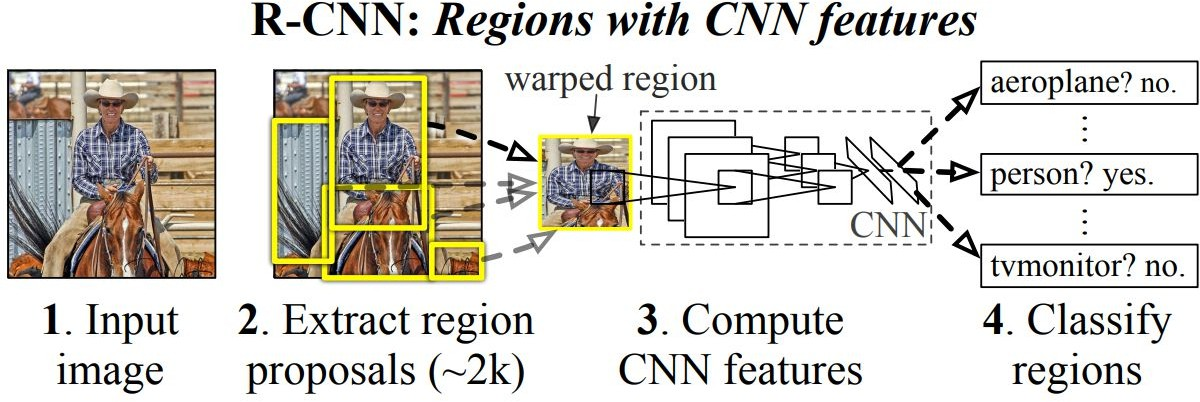 R-CNN: Regions with CNN features
warped region
aeroplane? no.
person? yes.
tvmonitor? no.
CNN
1. Input
image
2. Extract region
proposals (~2k)
3. Compute
CNN features
4. Classify
regions